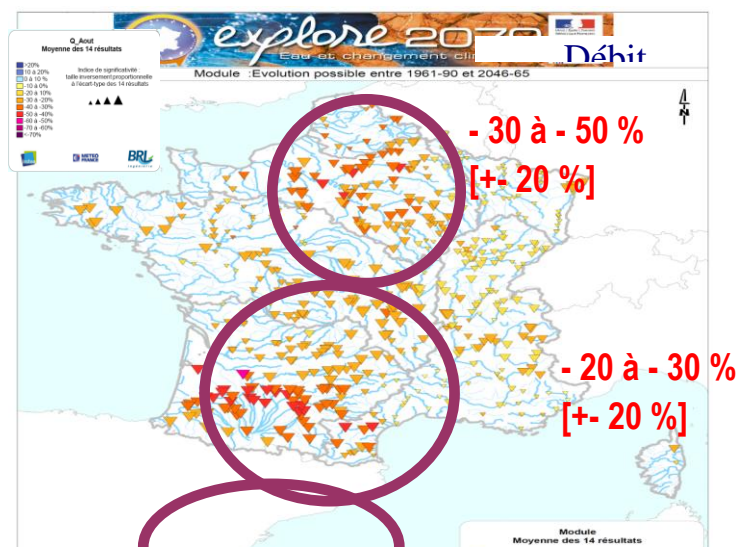 explore 2070
Eau et changement cli
Débit
Module :Evolution possible entre 1961-90 et 2046-65
Q_Aout
Moyenne des 14 résultats
>20%
10 à 20%
0 à 10 %
-10 à 0%
-20 à 10%
-30 à -20%
-40 à -30%
-50 à -40%
-60 à -50%
-70 à -60%
<-70%
Indice de significativité
taille inversement proportionnelle
à l'écart-type des 14 résultats
METEO
FRANCE
BRL
N
- 30 à - 50 %
[+- 20 %]
- 20 à - 30 %
[+- 20 %]
Module
Moyenne des 14 résultats